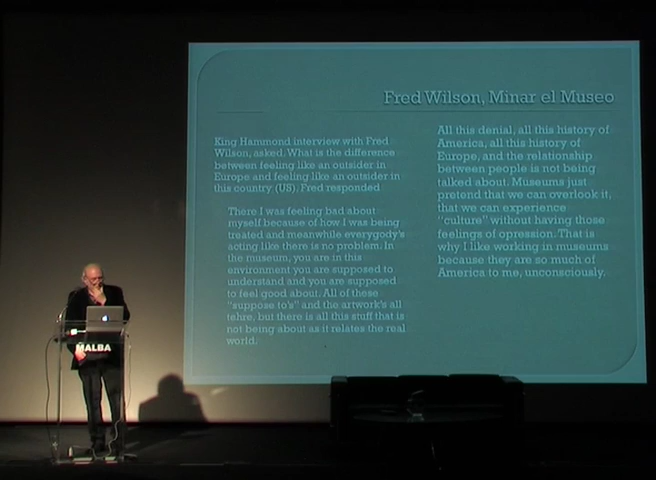 Fred Wilson, Minar el Museo
King Hammond interview with Fred
Wilson, asked. What is the difference
between feeling like an outsider in
Europe and feeling like an outsider in
this country (US). Fred responded
There I was feeling bad about
myself because of how I was being
treated and meanwhile everygody's
acting like there is no problem. In
the museum, you are in this
environment you are supposed to
understand and you are supposed
to feel good about. All of these
"suppose to's" and the artwork's all
tehre, but there is all this stuff that is
not being about as it relates the real
world.
All this denial, all this history of
America, all this history of
Europe, and the relationship
between people is not being
talked about. Museums just
pretend that we can overlook it,
that we can experience
"culture" without having those
feelings of opression. That is
why I like working in museums
because they are so much of
America to me, unconsciously.
MALBA